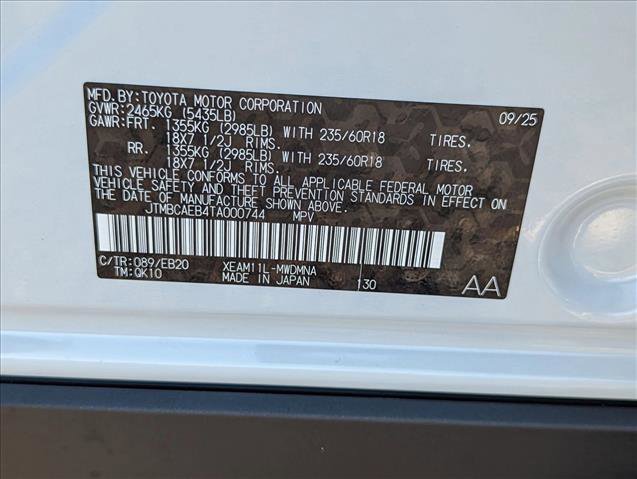 MFD.BY:TOYOTA MOTOR CORPORATION 09/25
GVWR:2465KG (5435LB)
GAWR:FRT. 1355KG (2985LB) WITH 235/60R18 TIRES,
18X7 1/2J RIMS.
RR. 1355KG (2985LB) WITH 235/60R18 TIRES,
18X7 1/2J RIMS.
THIS VEHICLE CONFORMS TO ALL APPLICABLE FEDERAL MOTOR
VEHICLE SAFETY AND THEFT PREVENTION STANDARDS IN EFFECT ON
THE DATE OF MANUFACTURE SHOWN ABOVE.
JTMBCAEB4TA000744 MPV
C/TR:089/EB20 XEAM11L-MWDMNA
TM:QK10 MADE IN JAPAN 130 AA